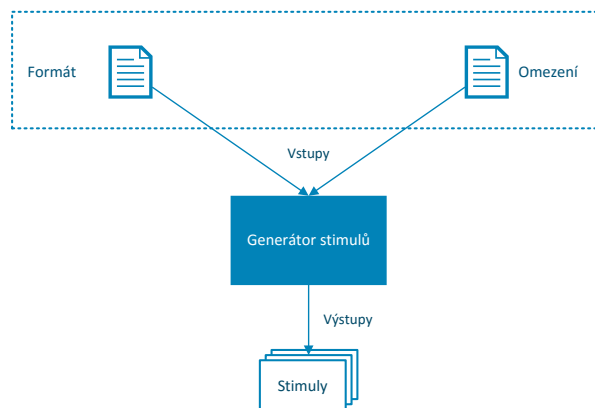 Formát
Omezení
Vstupy
Generátor stimulů
Výstupy
Stimuly